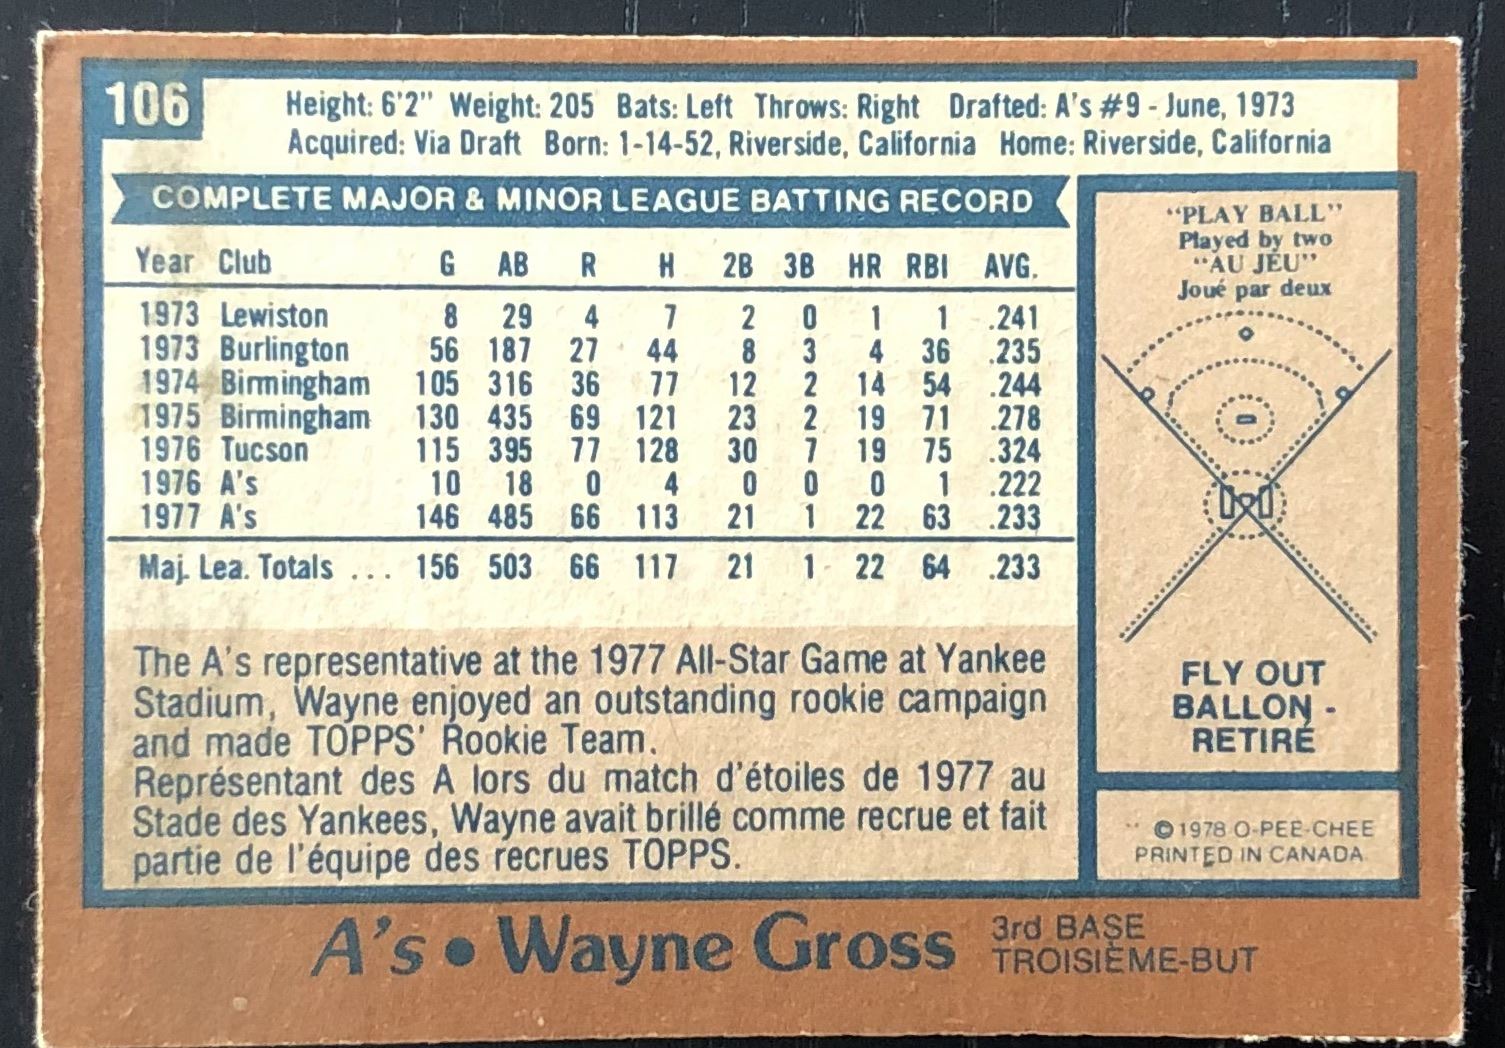 106
Height: 6'2" Weight: 205 Bats: Left Throws: Right Drafted: A's #9 - June, 1973
Acquired: Via Draft Born: 1-14-52, Riverside, California Home: Riverside, California
COMPLETE MAJOR & MINOR LEAGUE BATTING RECORD
Year Club G AB R H 2B 3B HR RBI AVG.
1973 Lewiston 8 29 4 7 2 0 1 1 .241
1973 Burlington 56 187 27 44 8 3 4 36 .235
1974 Birmingham 105 316 36 77 12 2 14 54 .244
1975 Birmingham 130 435 69 121 23 2 19 71 .278
1976 Tucson 115 395 77 128 30 7 19 75 .324
1976 A's 10 18 0 4 0 0 0 1 .222
1977 A's 146 485 66 113 21 1 22 63 .233
Maj. Lea. Totals ... 156 503 66 117 21 1 22 64 .233
The A's representative at the 1977 All-Star Game at Yankee
Stadium, Wayne enjoyed an outstanding rookie campaign
and made TOPPS' Rookie Team.
Représentant des A lors du match d'étoiles de 1977 au
Stade des Yankees, Wayne avait brillé comme recrue et fait
partie de l'équipe des recrues TOPPS.
"PLAY BALL"
Played by two
"AU JEU"
Joué par deux
FLY OUT
BALLON -
RETIRÉ
© 1978 O-PEE-CHEE
PRINTED IN CANADA
A's • Wayne Gross
3rd BASE
TROISIÈME-BUT